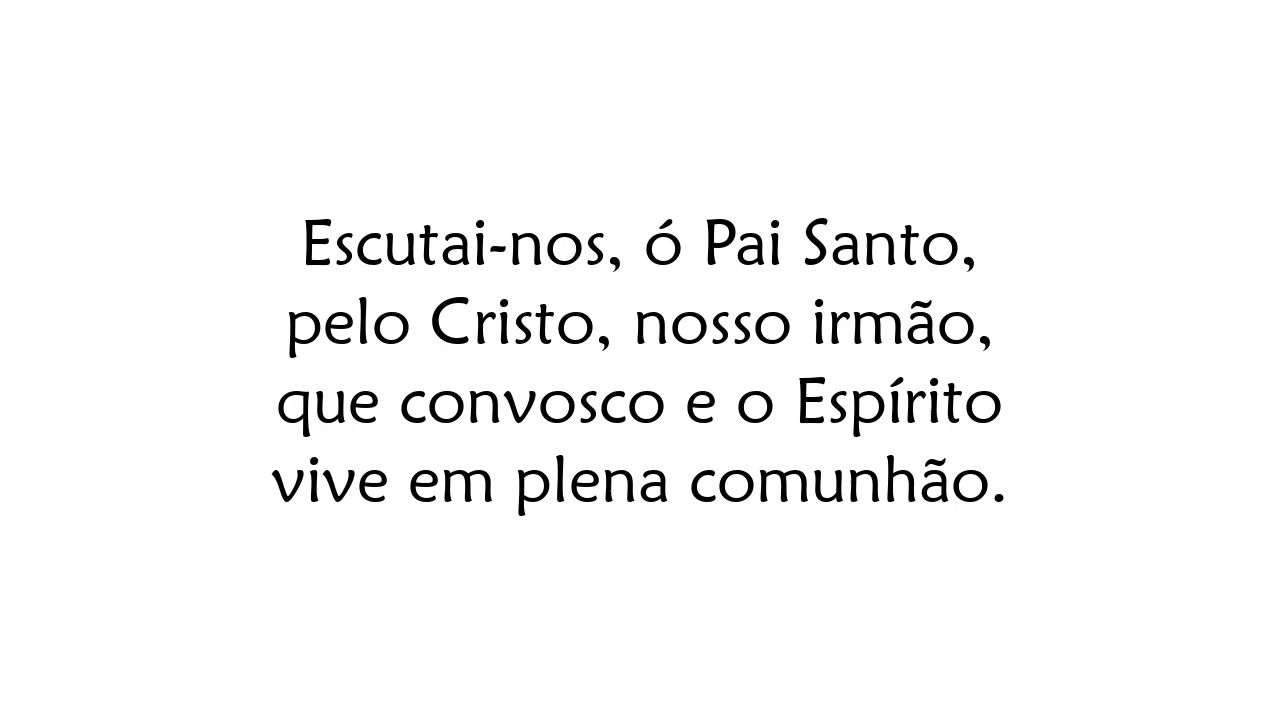 Escutai-nos, ó Pai Santo,
pelo Cristo, nosso irmão,
que convosco e o Espírito
vive em plena comunhão.